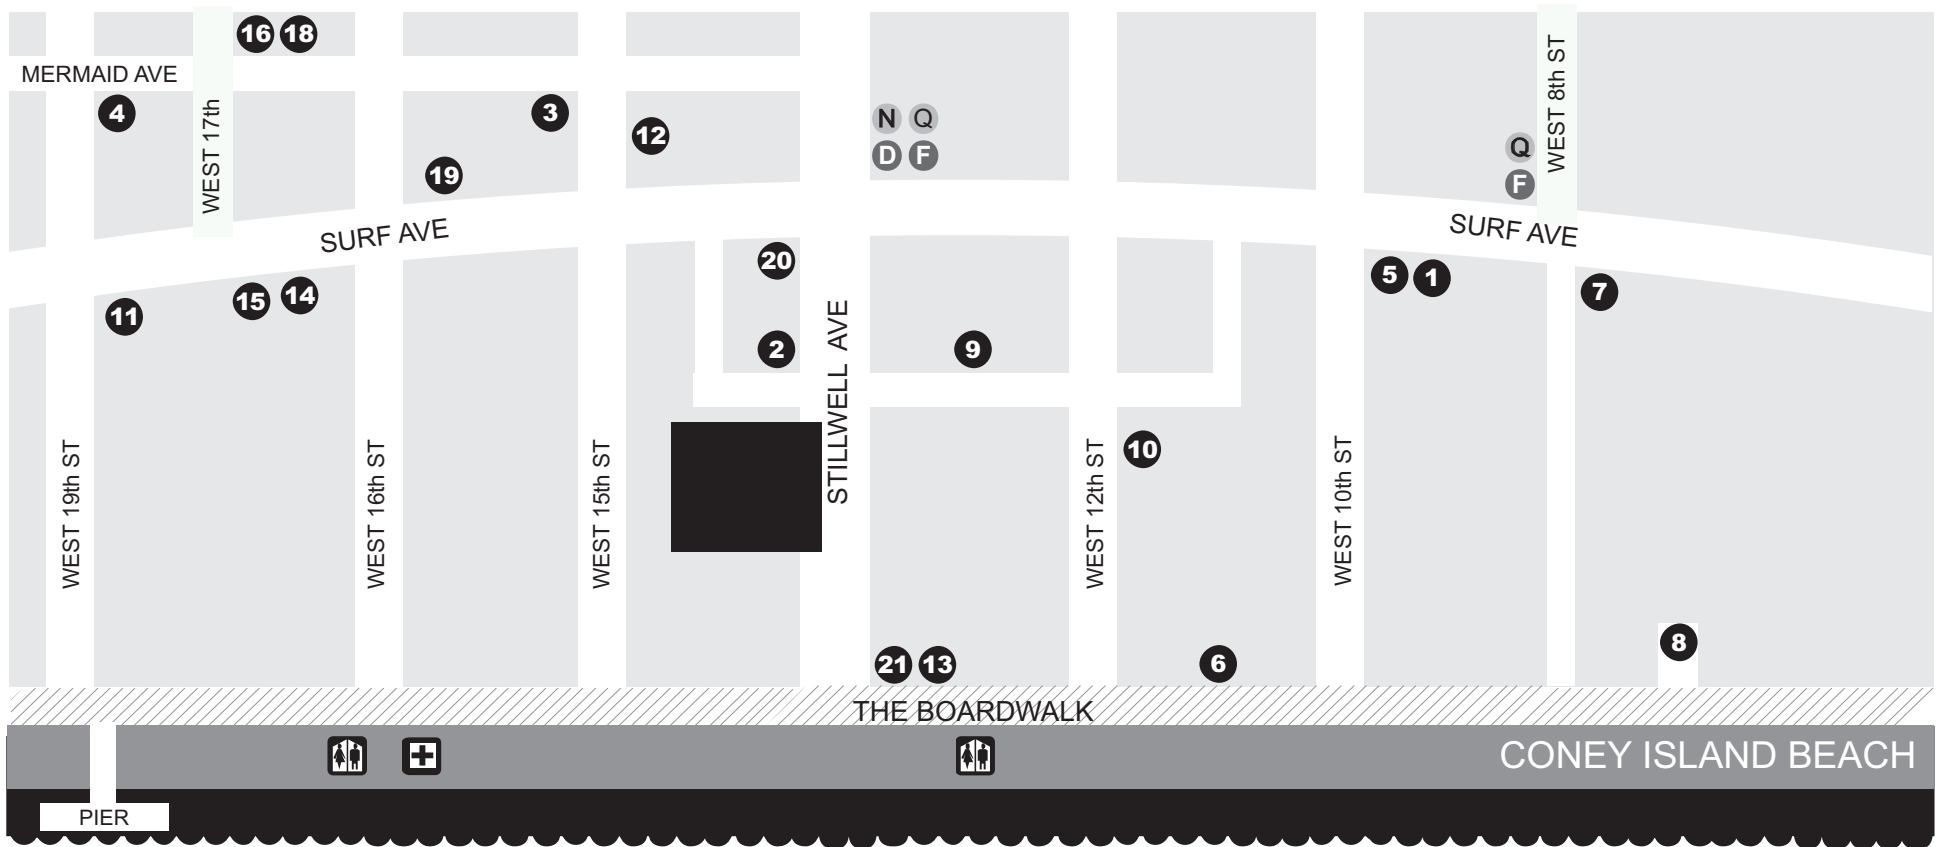 16 18
MERMAID AVE
WEST 17th
WEST 8th ST
4
3
12
N Q
D F
Q
F
19
SURF AVE
SURF AVE
20
5 1
7
11
15 14
2
STILLWELL AVE
9
WEST 19th ST
WEST 16th ST
WEST 15th ST
WEST 12th ST
10
WEST 10th ST
21 13
6
8
THE BOARDWALK
CONEY ISLAND BEACH
PIER